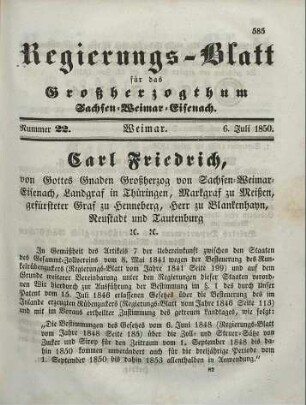 585
Regierungs-Blatt
für das
Großherzogthum
Sachsen-Weimar-Eisenach.
Nummer 22. Weimar. 6. Juli 1850.
Carl Friedrich,
von Gottes Gnaden Großherzog von Sachsen-Weimar-
Eisenach, Landgraf in Thüringen, Markgraf zu Meißen,
gefürsteter Graf zu Henneberg, Herr zu Blankenhayn,
Neustadt und Tautenburg
ꝛc. ꝛc.
In Gemäßheit des Artikels 7 der Uebereinkunft zwischen den Staaten
des Gesammt-Zollvereins vom 8. Mai 1841 wegen der Besteuerung des Run-
kelrübenzuckers (Regierungs-Blatt vom Jahre 1841 Seite 199) und auf den
Grund weiterer Vereinbarung unter den Regierungen dieser Staaten verord-
nen Wir hierdurch zur Ausführung der Bestimmung in §. 1 des durch unser
Patent vom 15. Juli 1846 erlassenen Gesetzes über die Besteuerung des im
Inlande erzeugten Rübenzuckers (Regierungs-Blatt vom Jahre 1846 Seite 113) und
mit im Voraus ertheilter Zustimmung des getreuen Landtages, wie folgt:
„Die Bestimmungen des Gesetzes vom 6. Juni 1848 (Regierungs-Blatt
vom Jahre 1848 Seite 185) über die Zoll- und Steuer-Sätze vom
Zucker und Sirop für den Zeitraum vom 1. September 1848 bis da-
hin 1850 kommen unverändert auch für die dreijährige Periode vom
1. September 1850 bis dahin 1853 allenthalben in Anwendung.“
82